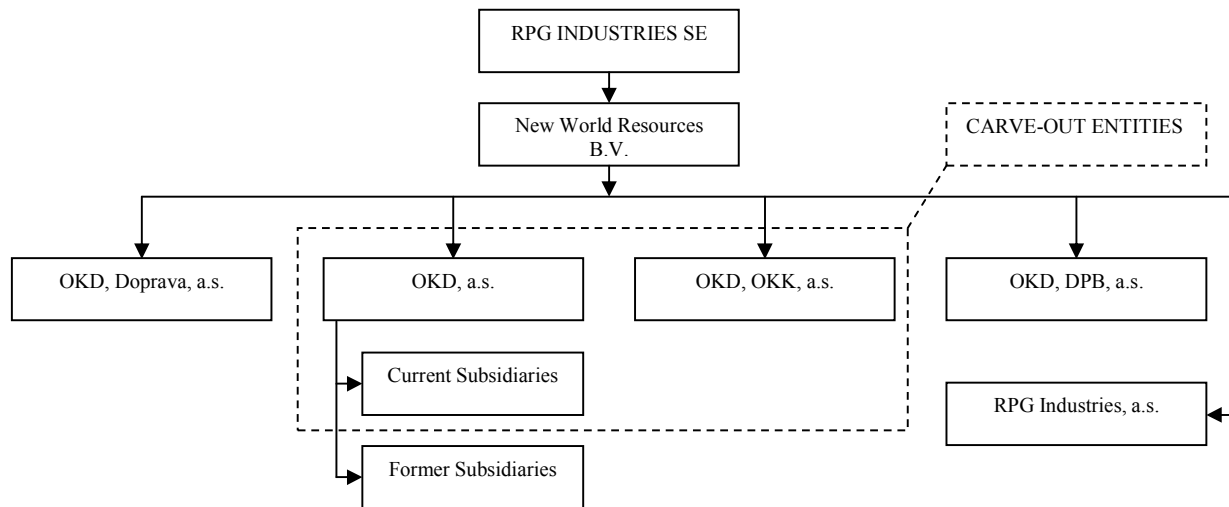 RPG INDUSTRIES SE
New World Resources
B.V.
CARVE-OUT ENTITIES
OKD, Doprava, a.s.
OKD, a.s.
OKD, OKK, a.s.
OKD, DPB, a.s.
Current Subsidiaries
RPG Industries, a.s.
Former Subsidiaries